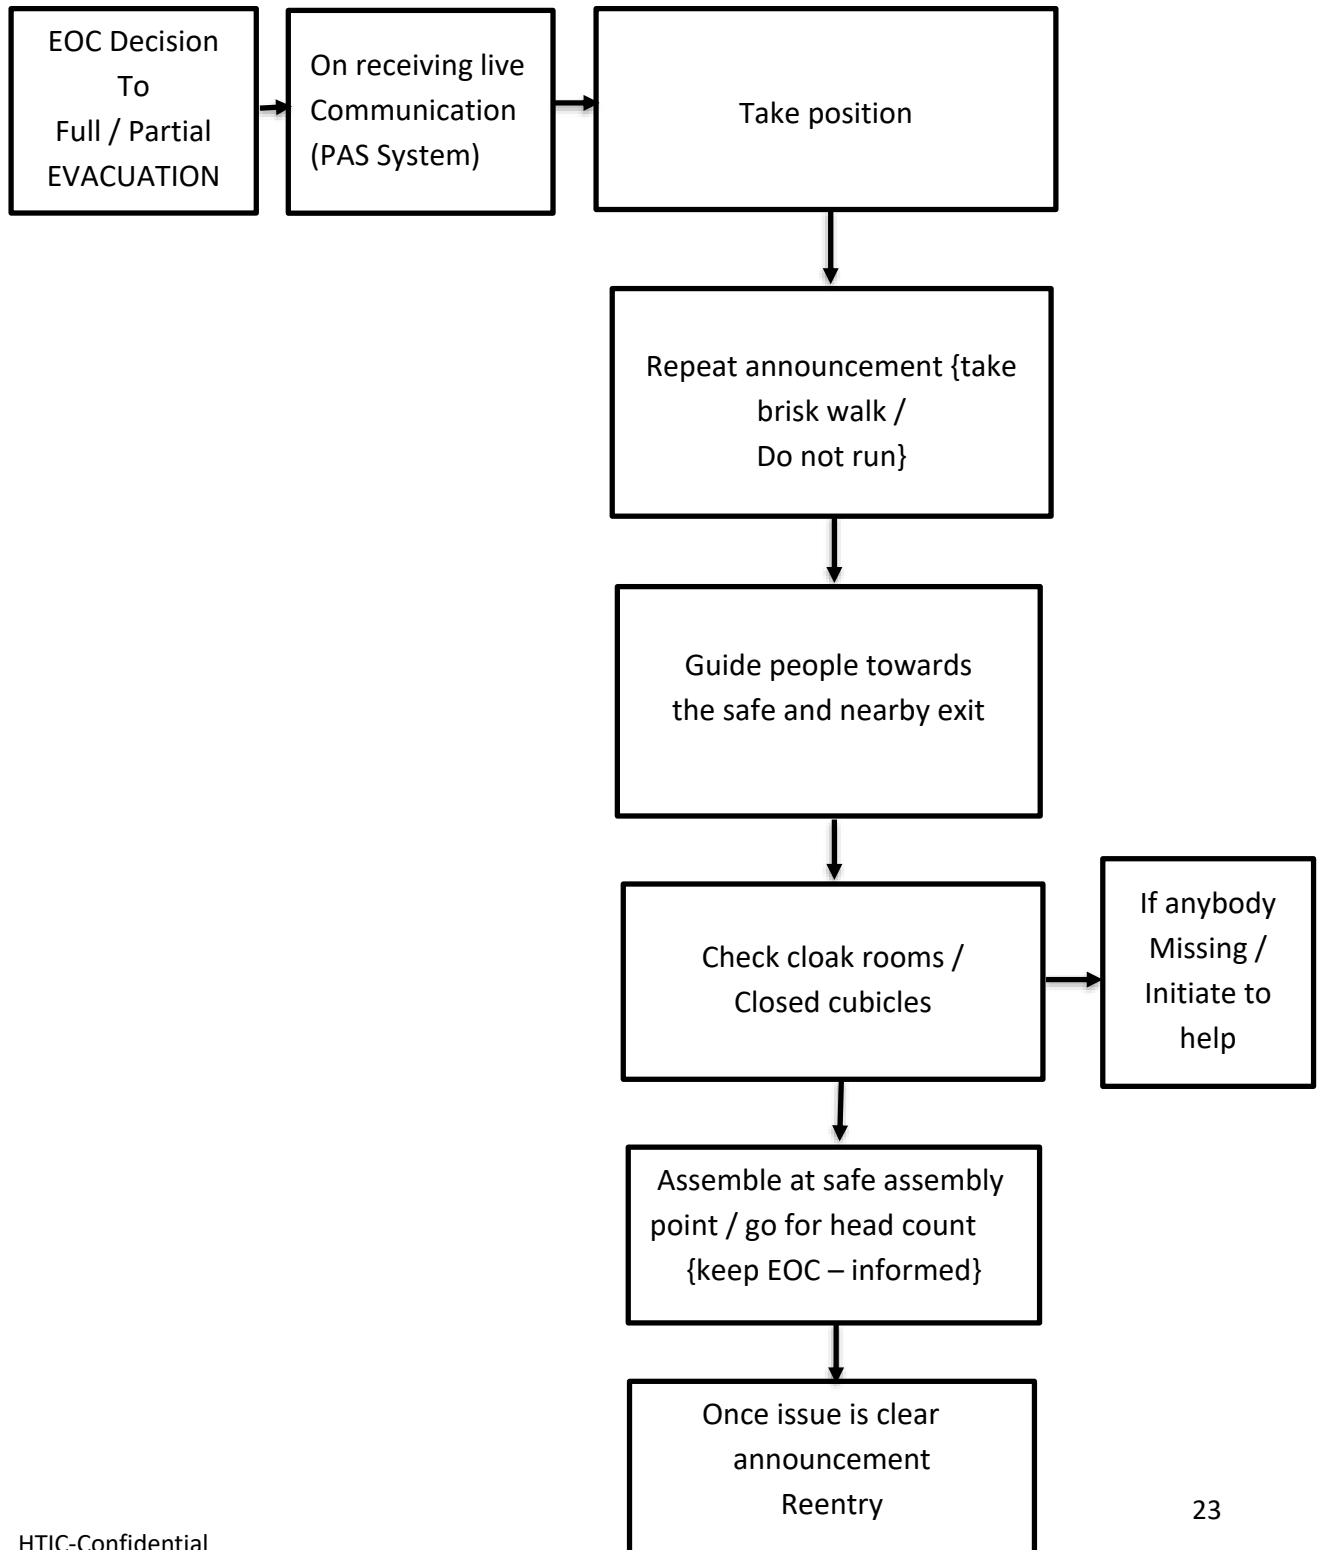 EOC Decision
To
Full / Partial
EVACUATION
On receiving live
Communication
(PAS System)
Take position
Repeat announcement {take
brisk walk /
Do not run}
Guide people towards
the safe and nearby exit
Check cloak rooms /
Closed cubicles
If anybody
Missing /
Initiate to
help
Assemble at safe assembly
point / go for head count
{keep EOC – informed}
Once issue is clear
announcement
Reentry
23
HTIC-Confidential